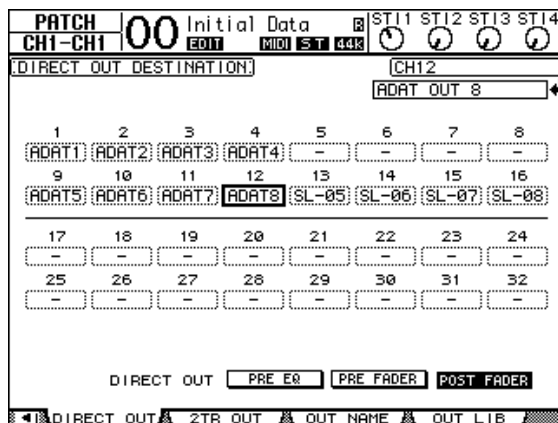 PATCH 00 Initial Data R ST11 ST12 ST13 ST14
CH1-CH1 EDIT MIDI ST 44k
DIRECT OUT DESTINATION CH12
ADAT OUT 8
1 2 3 4 5 6 7 8
ADAT1 ADAT2 ADAT3 ADAT4 - - - -
9 10 11 12 13 14 15 16
ADAT5 ADAT6 ADAT7 ADAT8 SL-05 SL-06 SL-07 SL-08
17 18 19 20 21 22 23 24
- - - - - - - -
25 26 27 28 29 30 31 32
- - - - - - - -
DIRECT OUT PRE EQ PRE FADER POST FADER
DIRECT OUT 2TR OUT OUT NAME OUT LIB